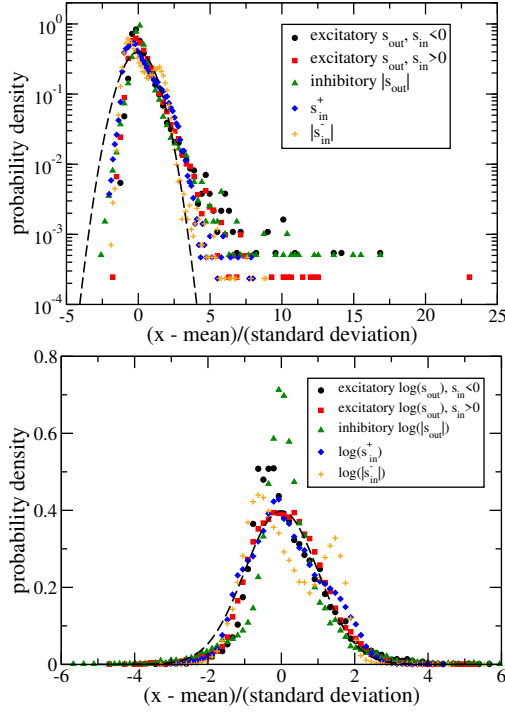 10^0
10^-1
10^-2
10^-3
10^-4
probability density
excitatory s_out, s_in<0
excitatory s_out, s_in>0
inhibitory |s_out|
s_in^+
|s_in^-|
-5 0 5 10 15 20 25
(x - mean)/(standard deviation)
0.8
0.6
0.4
0.2
0
probability density
excitatory log(s_out), s_in<0
excitatory log(s_out), s_in>0
inhibitory log(|s_out|)
log(s_in^+)
log(|s_in^-|)
-6 -4 -2 0 2 4 6
(x - mean)/(standard deviation)